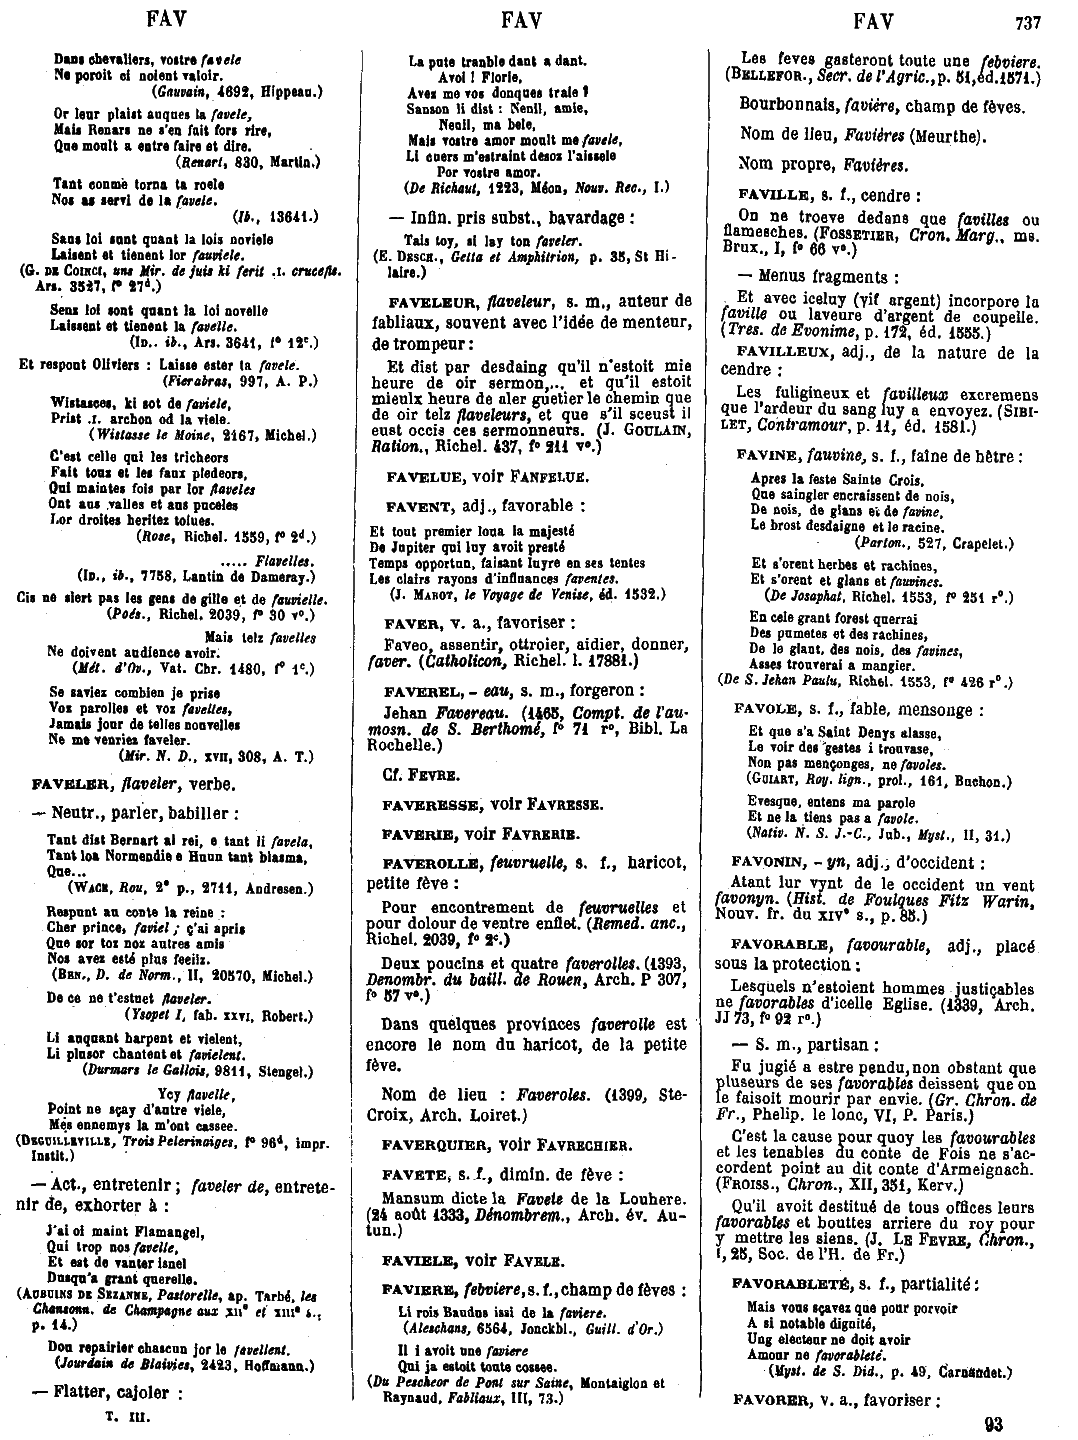 FAV
FAV
FAV
737
Dans chevaliers, vostre favele
Ne poroit ci noient valoir.
(Gauvain, 4692, Hippeau.)
Or leur plaist auques la favele,
Mais Renars ne s'en fait fors rire,
Que moult a entre faire et dire.
(Renart, 830, Martin.)
Tant conme torna ta roele
Nos as servi de la favele.
(Ib., 13641.)
Sans loi sunt quant la lois noviele
Laisent et tienent lor fauviele.
(G. DE COINCI, uns Mir. de juis ki ferit .I. crucefis.
Ars. 3527, f° 27d.)
Sens loi sont quant la loi novelle
Laissent et tienent la favelle.
(ID., ib., Ars. 3641, f° 12c.)
Et respont Oliviers : Laisse ester ta favele.
(Fierabras, 997, A. P.)
Wistasces, ki sot de faviele,
Prist .I. archon od la viele.
(Wistasse le Moine, 2167, Michel.)
C'est celle qui les tricheors
Fait touz et les faux pledeors,
Qui maintes fois par lor flaveles
Ont aus valles et aus puceles
Lor droites heritez tolues.
(Rose, Richel. 1559, f° 2d.)
..... Flavelles.
(ID., ib., 7758, Lantin de Dameray.)
Cis ne siert pas les gens de gille et de fauvielle.
(Poés., Richel. 2039, f° 30 v°.)
Mais telz favelles
Ne doivent audience avoir.
(Mét. d'Ov., Vat. Chr. 1480, f° 1c.)
Se saviez combien je prise
Voz parolles et voz favelles,
Jamais jour de telles nouvelles
Ne me venriez faveler.
(Mir. N. D., XVII, 308, A. T.)
FAVELER, flaveler, verbe.
— Neutr., parler, babiller :
Tant dist Bernart al rei, e tant li favela,
Tant loa Normendie e Huun tant blasma,
Que...
(WACE, Rou, 2e p., 2711, Andresen.)
Respunt au conte la reine :
Cher prince, faviel ; ç'ai apris
Que sor toz noz autres amis
Nos avez esté plus feeilz.
(BEN., D. de Norm., II, 20570, Michel.)
De ce ne t'estuet flaveler.
(Ysopet I, fab. XXVI, Robert.)
Li auquant harpent et vielent,
Li plusor chantent et favielent.
(Durmars le Gallois, 9811, Stengel.)
Ycy flavelle,
Point ne sçay d'autre viele,
Més ennemys la m'ont cassee.
(DEGUILLEVILLE, Trois Pelerinaiges, f° 96d, impr.
Instit.)
— Act., entretenir ; faveler de, entrete-
nir de, exhorter à :
J'ai oi maint Flamangel,
Qui trop nos favelle,
Et est de vanter isnel
Dusqu'a grant querelle.
(AUBUINS DE SEZANNE, Pastorelle, ap. Tarbé, les
Chansonn. de Champagne aux XIIe et XIIIe s.,
p. 14.)
Dou repairier chascun jor le favellent.
(Jourdain de Blaivies, 2423, Hoffmann.)
— Flatter, cajoler :
T. III.
La pute tranble dant a dant.
Avoi ! Florie,
Aves me vos donques traie ?
Sanson li dist : Nenil, amie,
Nenil, ma bele,
Mais vostre amor moult me favele,
Li cuers m'estraint desoz l'aissele
Por vostre amor.
(De Richaut, 1223, Méon, Nouv. Rec., I.)
— Infin. pris subst., bavardage :
Tais toy, si lay ton faveler.
(E. DESCH., Getta et Amphitrion, p. 35, St Hi-
laire.)
FAVELEUR, flaveleur, s. m., auteur de
fabliaux, souvent avec l'idée de menteur,
de trompeur :
Et dist par desdaing qu'il n'estoit mie
heure de oir sermon,... et qu'il estoit
mieulx heure de aler guetier le chemin que
de oir telz flaveleurs, et que s'il sceust il
eust occis ces sermonneurs. (J. GOULAIN,
Ration., Richel. 437, f° 211 v°.)
FAVELUE, voir FANFELUE.
FAVENT, adj., favorable :
Et tout premier loua la majesté
De Jupiter qui luy avoit presté
Temps opportun, faisant luyre en ses tentes
Les clairs rayons d'influances faventes.
(J. MAROT, le Voyage de Venise, éd. 1532.)
FAVER, v. a., favoriser :
Faveo, assentir, ottroier, aidier, donner,
faver. (Catholicon, Richel. l. 17881.)
FAVEREL, - eau, s. m., forgeron :
Jehan Favereau. (1465, Compt. de l'au-
mosn. de S. Berthomé, f° 71 r°, Bibl. La
Rochelle.)
Cf. FEVRE.
FAVERESSE, voir FAVRESSE.
FAVERIE, voir FAVRERIE.
FAVEROLLE, feuvruelle, s. f., haricot,
petite fève :
Pour encontrement de feuvruelles et
pour dolour de ventre enflet. (Remed. anc.,
Richel. 2039, f° 2c.)
Deux poucins et quatre faverolles. (1393,
Denombr. du baill. de Rouen, Arch. P 307,
f° 57 v°.)
Dans quelques provinces faverolle est
encore le nom du haricot, de la petite
fève.
Nom de lieu : Faveroles. (1399, Ste-
Croix, Arch. Loiret.)
FAVERQUIER, voir FAVRECHIER.
FAVETE, s. f., dimin. de fève :
Mansum dicte la Favete de la Louhere.
(24 août 1333, Dénombrem., Arch. év. Au-
tun.)
FAVIELE, voir FAVELE.
FAVIERE, febviere, s. f., champ de fèves :
Li rois Baudus issi de la faviere.
(Aleschans, 6564, Jonckbl., Guill. d'Or.)
Il i avoit une faviere
Qui ja estoit toute cossee.
(Du Pescheor de Pont sur Saine, Montaiglon et
Raynaud, Fabliaux, III, 73.)
Les feves gasteront toute une febviere.
(BELLEFOR., Secr. de l'Agric., p. 51, éd. 1571.)
Bourbonnais, faviére, champ de fèves.
Nom de lieu, Favières (Meurthe).
Nom propre, Favières.
FAVILLE, s. f., cendre :
On ne troeve dedans que favilles ou
flamesches. (FOSSETIER, Cron. Marg., ms.
Brux., I, f° 66 v°.)
— Menus fragments :
Et avec iceluy (vif argent) incorpore la
faville ou laveure d'argent de coupelle.
(Tres. de Evonime, p. 172, éd. 1555.)
FAVILLEUX, adj., de la nature de la
cendre :
Les fuligineux et favilleux excremens
que l'ardeur du sang luy a envoyez. (SIBI-
LET, Contramour, p. 11, éd. 1581.)
FAVINE, fauvine, s. f., faîne de hêtre :
Apres la feste Sainte Crois,
Que saingler encraissent de nois,
De nois, de glans et de favine,
Le brost desdaigne et le racine.
(Parton., 527, Crapelet.)
Et s'orent herbes et rachines,
Et s'orent et glans et fauvines.
(De Josaphat, Richel. 1553, f° 251 r°.)
En cele grant forest querrai
Des pumetes et des rachines,
De le glant, des nois, des favines,
Asses trouverai a mangier.
(De S. Jehan Paulu, Richel. 1553, f° 426 r°.)
FAVOLE, s. f., fable, mensonge :
Et que s'a Saint Denys alasse,
Le voir des gestes i trouvase,
Non pas mençonges, ne favoles.
(GUIART, Roy. lign., prol., 161, Buchon.)
Evesque, entens ma parole
Et ne la tiens pas a favole.
(Nativ. N. S. J.-C., Jub., Myst., II, 31.)
FAVONIN, - yn, adj., d'occident :
Atant lur vynt de le occident un vent
favonyn. (Hist. de Foulques Fitz Warin,
Nouv. fr. du XIVe s., p. 85.)
FAVORABLE, favourable, adj., placé
sous la protection :
Lesquels n'estoient hommes justiçables
ne favorables d'icelle Eglise. (1339, Arch.
JJ 73, f° 92 r°.)
— S. m., partisan :
Fu jugié a estre pendu, non obstant que
pluseurs de ses favorables deissent que on
le faisoit mourir par envie. (Gr. Chron. de
Fr., Phelip. le lonc, VI, P. Paris.)
C'est la cause pour quoy les favourables
et les tenables du conte de Fois ne s'ac-
cordent point au dit conte d'Armeignach.
(FROISS., Chron., XII, 351, Kerv.)
Qu'il avoit destitué de tous offices leurs
favorables et bouttes arriere du roy pour
y mettre les siens. (J. LE FEVRE, Chron.,
I, 25, Soc. de l'H. de Fr.)
FAVORABLETÉ, s. f., partialité :
Mais vous sçavez que pour porvoir
A si notable dignité,
Ung electeur ne doit avoir
Amour ne favorableté.
(Myst. de S. Did., p. 49, Carnandet.)
FAVORER, v. a., favoriser :
93